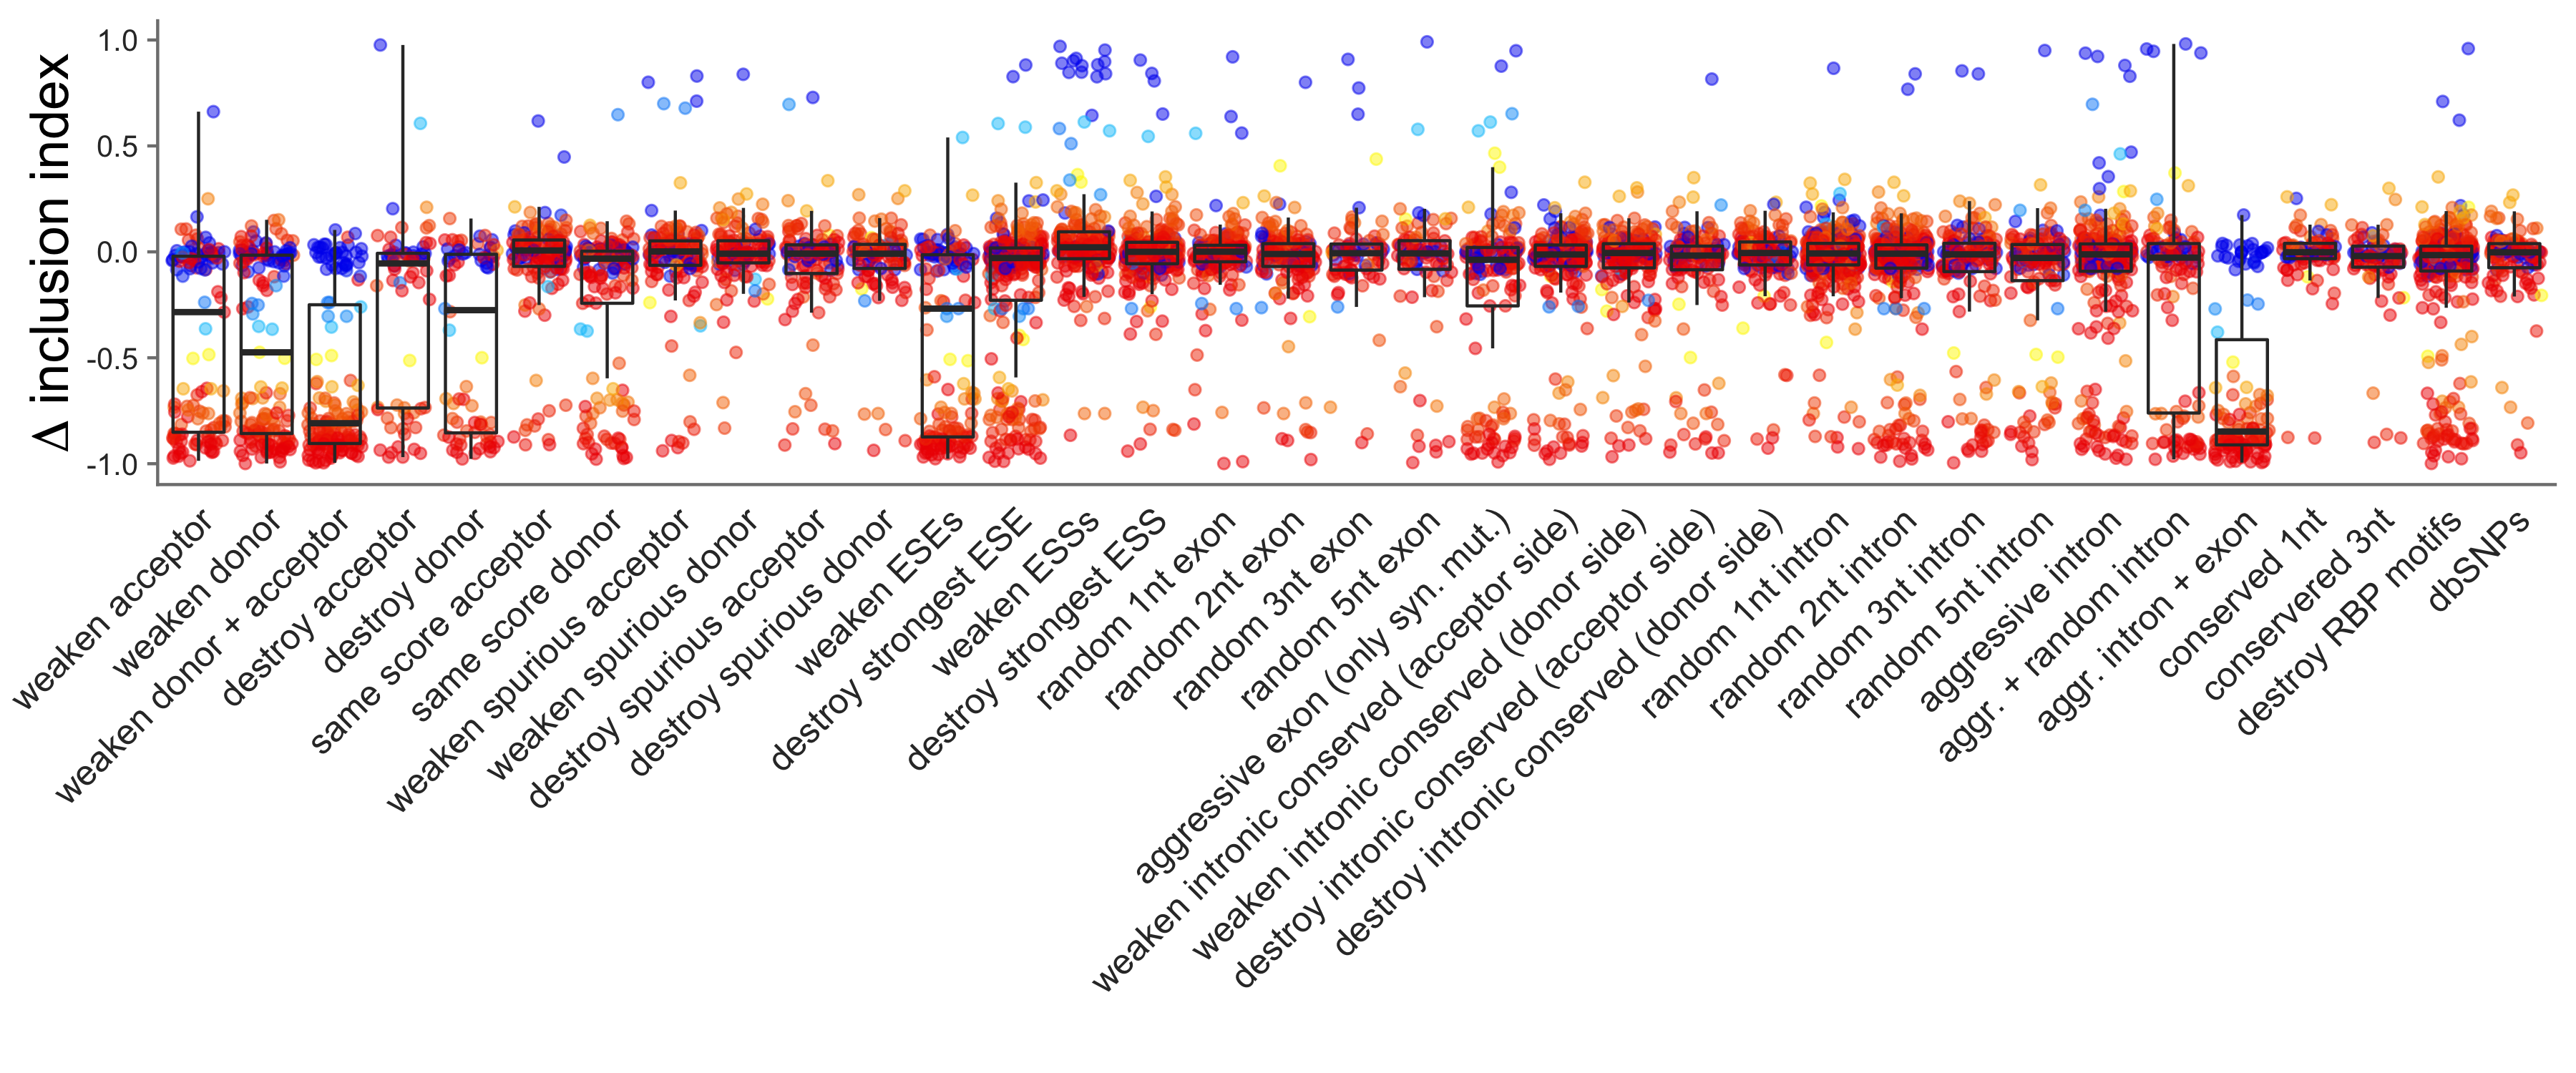 Δ inclusion index
1.0
0.5
0.0
-0.5
-1.0
weaken acceptor
weaken donor
weaken donor + acceptor
destroy acceptor
destroy donor
same score acceptor
same score donor
weaken spurious acceptor
weaken spurious donor
destroy spurious acceptor
destroy spurious donor
weaken ESEs
destroy strongest ESE
weaken ESSs
destroy strongest ESS
random 1nt exon
random 2nt exon
random 3nt exon
random 5nt exon
aggressive exon (only syn. mut.)
weaken intronic conserved (acceptor side)
weaken intronic conserved (donor side)
destroy intronic conserved (acceptor side)
destroy intronic conserved (donor side)
random 1nt intron
random 2nt intron
random 3nt intron
random 5nt intron
aggressive intron
aggr. + random intron
aggr. intron + exon
conserved 1nt
conserved 3nt
destroy RBP motifs
dbSNPs